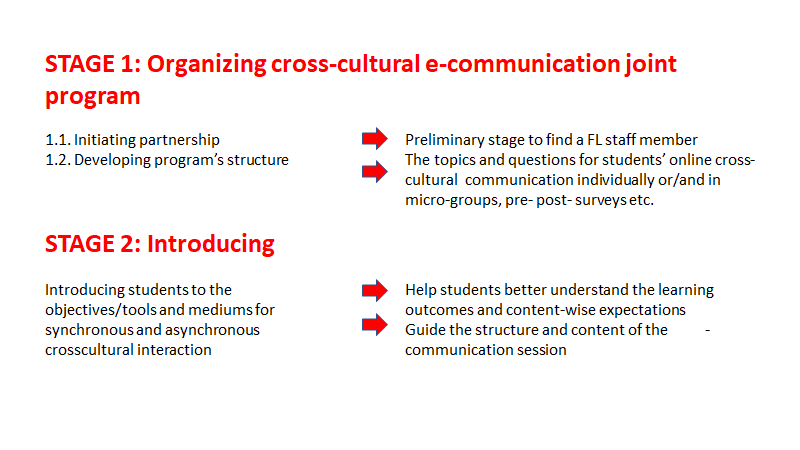 STAGE 1: Organizing cross-cultural e-communication joint
program
1.1. Initiating partnership
1.2. Developing program's structure
Preliminary stage to find a FL staff member
The topics and questions for students' online cross-
cultural communication individually or/and in
micro-groups, pre- post- surveys etc.
STAGE 2: Introducing
Introducing students to the
objectives/tools and mediums for
synchronous and asynchronous
crosscultural interaction
Help students better understand the learning
outcomes and content-wise expectations
Guide the structure and content of the -
communication session